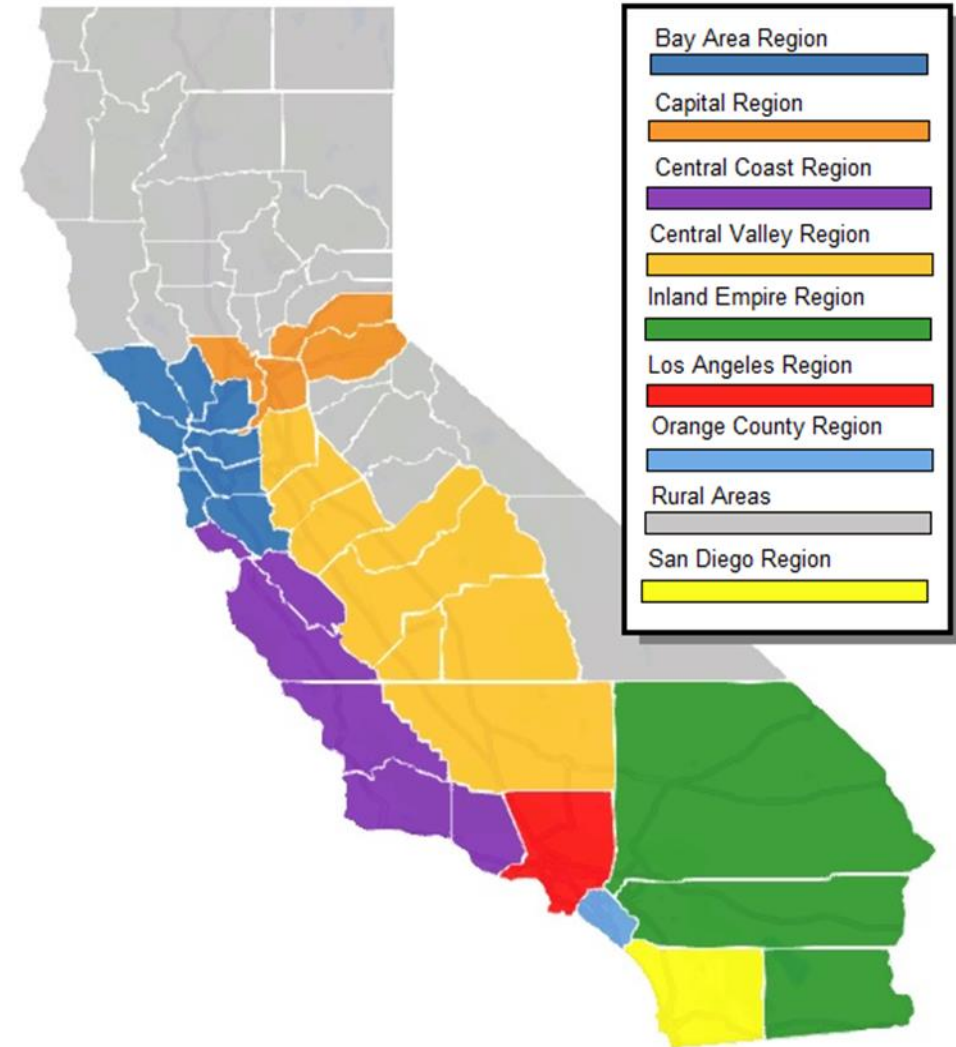 Bay Area Region
Capital Region
Central Coast Region
Central Valley Region
Inland Empire Region
Los Angeles Region
Orange County Region
Rural Areas
San Diego Region